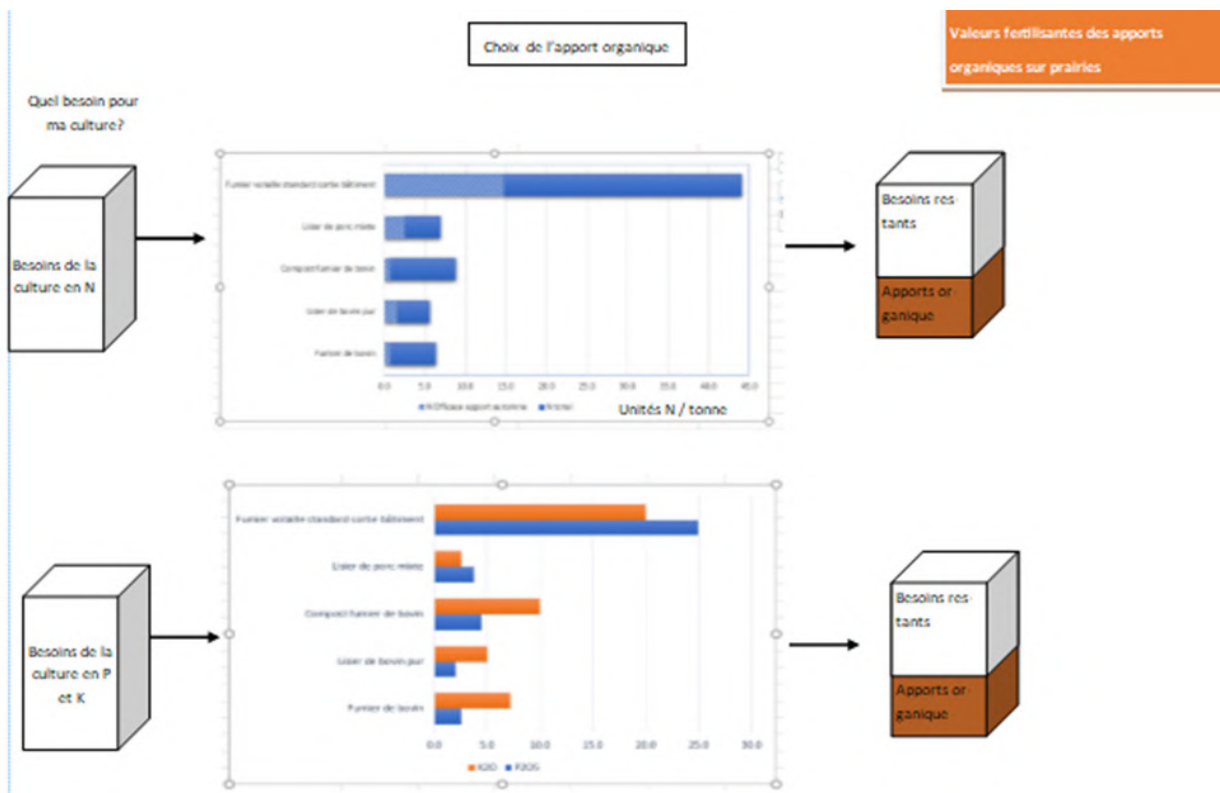 Choix de l'apport organique
Valeurs fertilisantes des apports
organiques sur prairies
Quel besoin pour
ma culture?
Besoins de la
culture en N
Fumier volaille standard sortie bâtiment
Lisier de porc mixte
Compost fumier de bovin
Lisier de bovin pur
Fumier de bovin
0.0 5.0 10.0 15.0 20.0 25.0 30.0 35.0 40.0 45.0
N Efficace apport automne N total
Unités N / tonne
Besoins res-
tants
Apports or-
ganique
Besoins de la
culture en P
et K
Fumier volaille standard sortie bâtiment
Lisier de porc mixte
Compost fumier de bovin
Lisier de bovin pur
Fumier de bovin
0.0 5.0 10.0 15.0 20.0 25.0 30.0
K2O P2O5
Besoins res-
tants
Apports or-
ganique